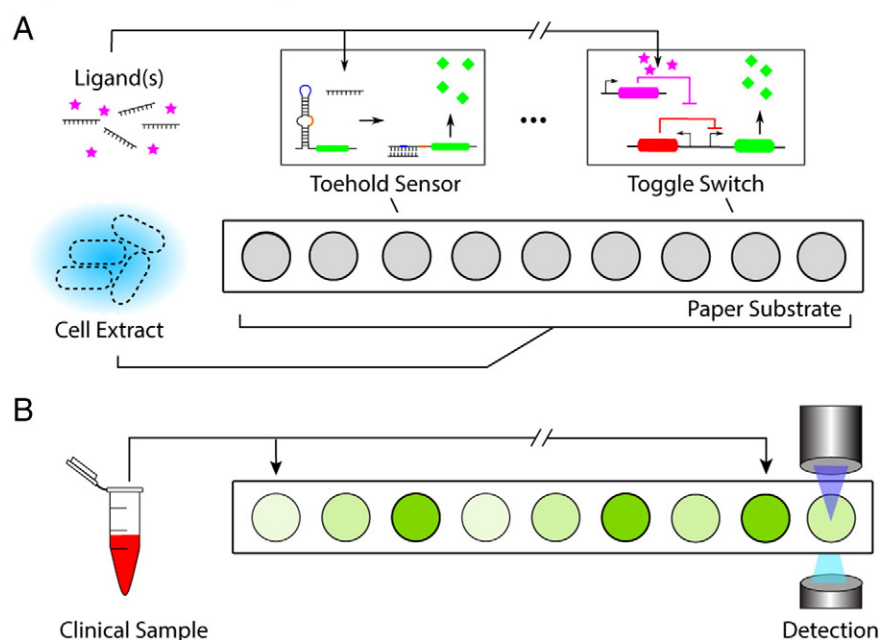 A
Ligand(s)
Toehold Sensor
Toggle Switch
Cell Extract
Paper Substrate
B
Clinical Sample
Detection